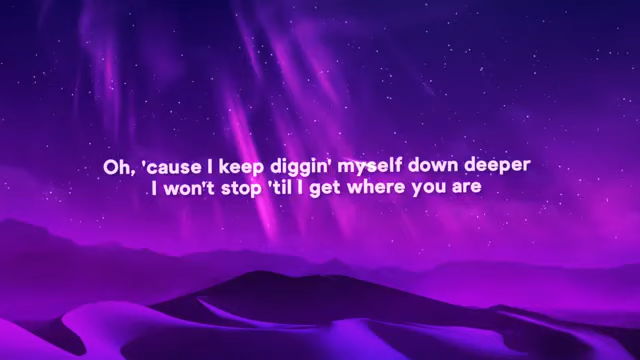 Oh, 'cause I keep diggin' myself down deeper
I won't stop 'til I get where you are